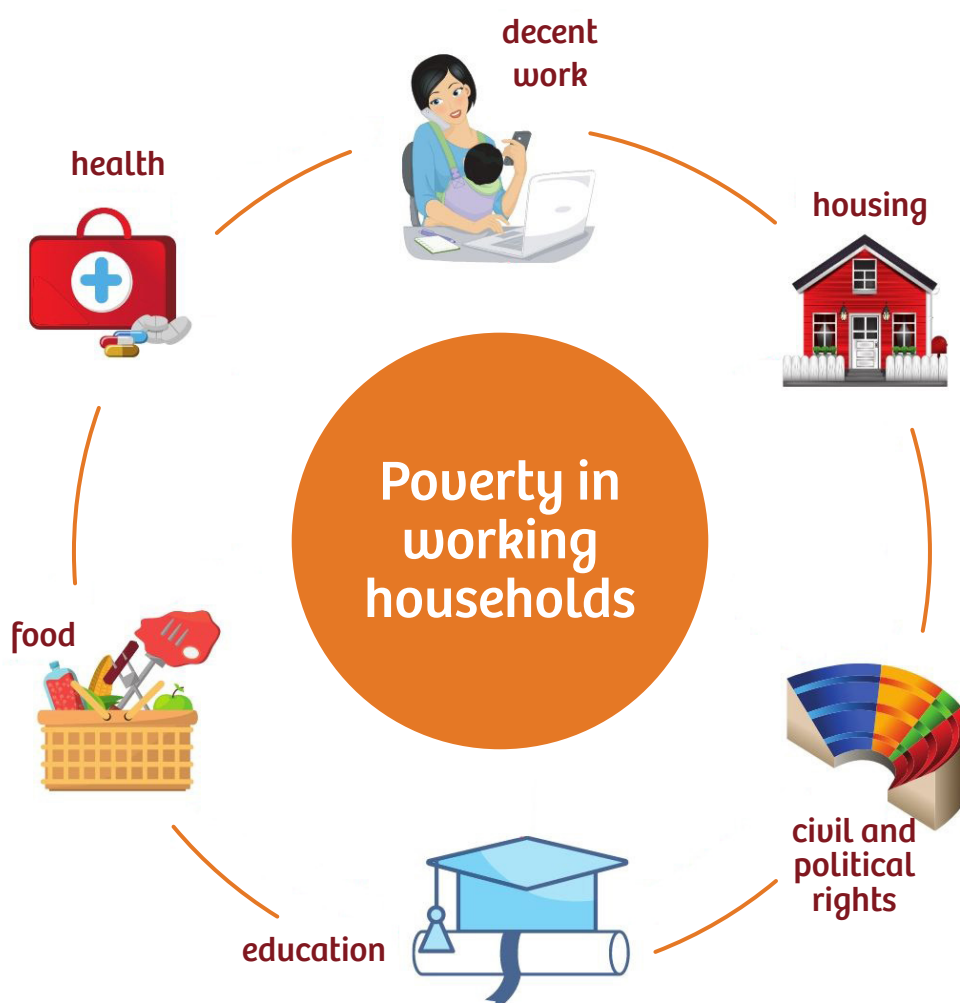 decent
work
health
housing
Poverty in
working
households
food
civil and
political
rights
education